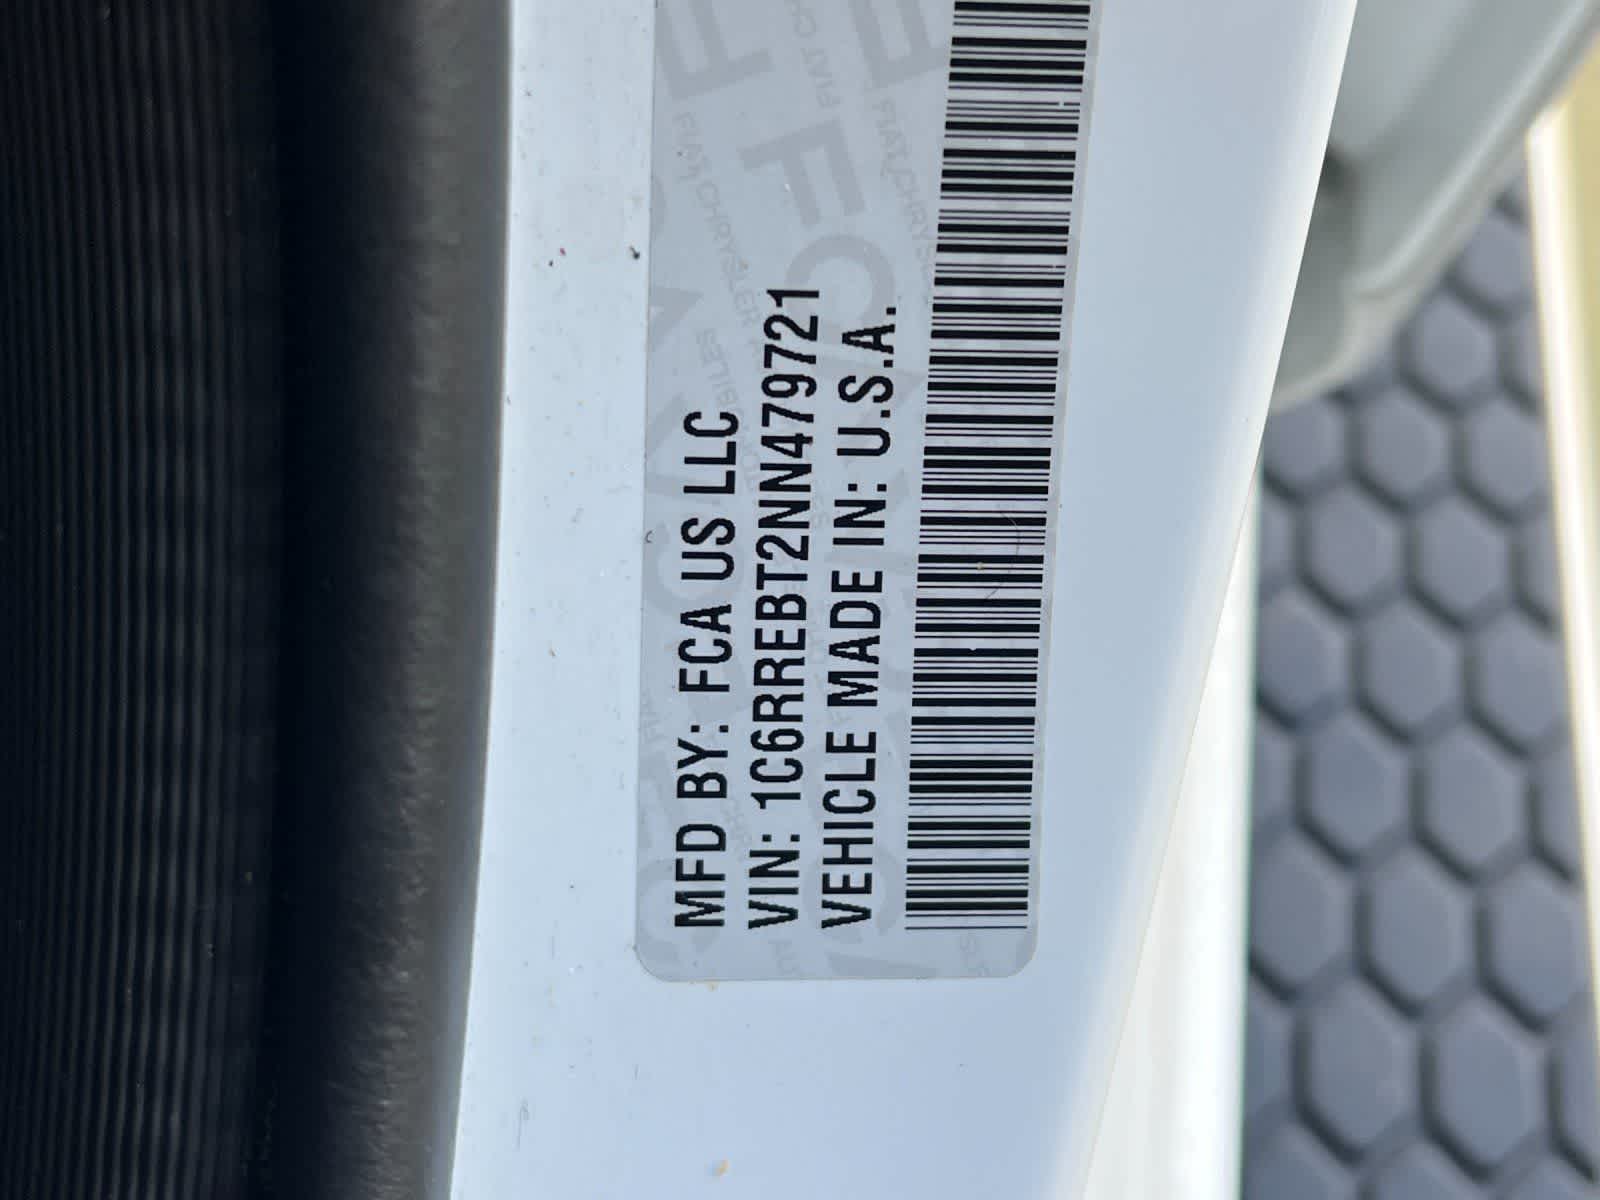 MFD BY: FCA US LLC
VIN: 1C6RREBT2NN479721
VEHICLE MADE IN: U.S.A.